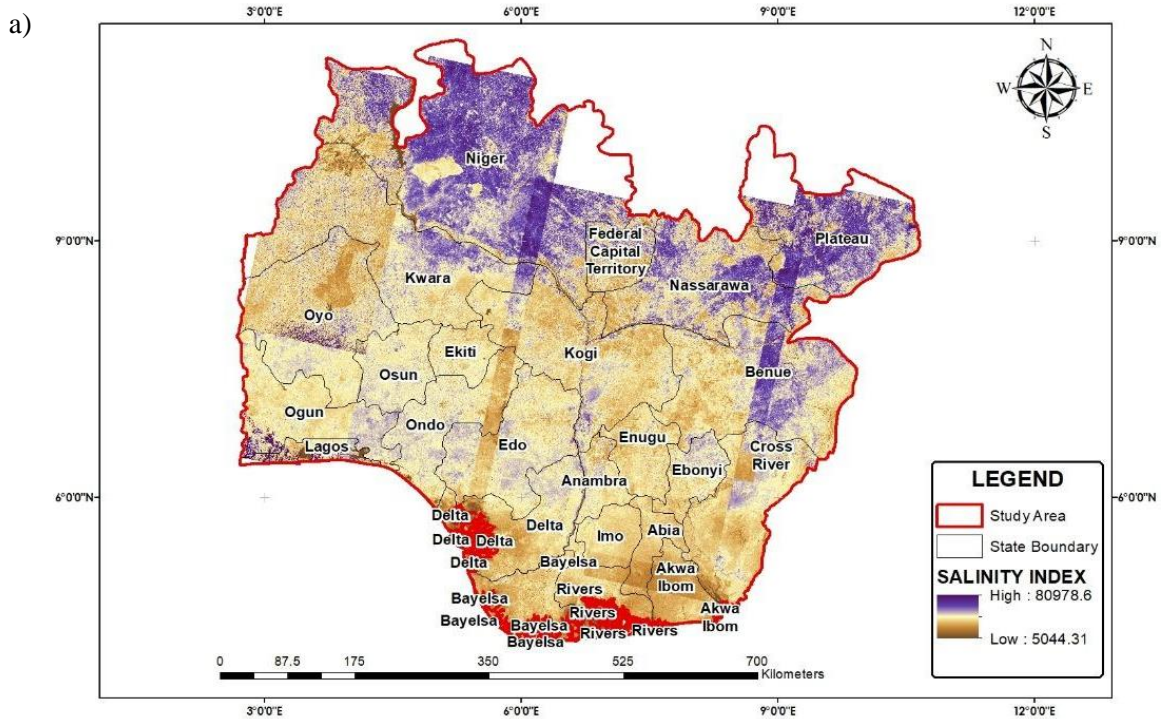 a)
3°0'0"E 6°0'0"E 9°0'0"E 12°0'0"E
N
W E
S
Niger
9°0'0"N 9°0'0"N
Federal
Capital
Territory
Plateau
Kwara
Nassarawa
Oyo
Ekiti
Kogi
Osun
Benue
Ogun
Ondo
Enugu
Lagos
Edo
Cross
River
Ebonyi
Anambra
6°0'0"N 6°0'0"N
Delta
Delta
Delta Delta
Imo
Abia
Delta
Bayelsa
Akwa
Ibom
Rivers
Bayelsa
Rivers
Akwa
Ibom
Bayelsa
Bayelsa
Rivers
Rivers
Bayelsa
LEGEND
Study Area
State Boundary
SALINITY INDEX
High : 80978.6
Low : 5044.31
0 87.5 175 350 525 700
Kilometers
3°0'0"E 6°0'0"E 9°0'0"E 12°0'0"E